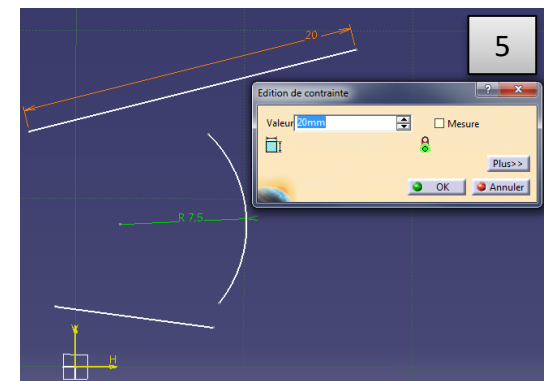 20
5
Edition de contrainte
?
Valeur 20mm
Mesure
Plus>>
OK
Annuler
R 7.5
V
H